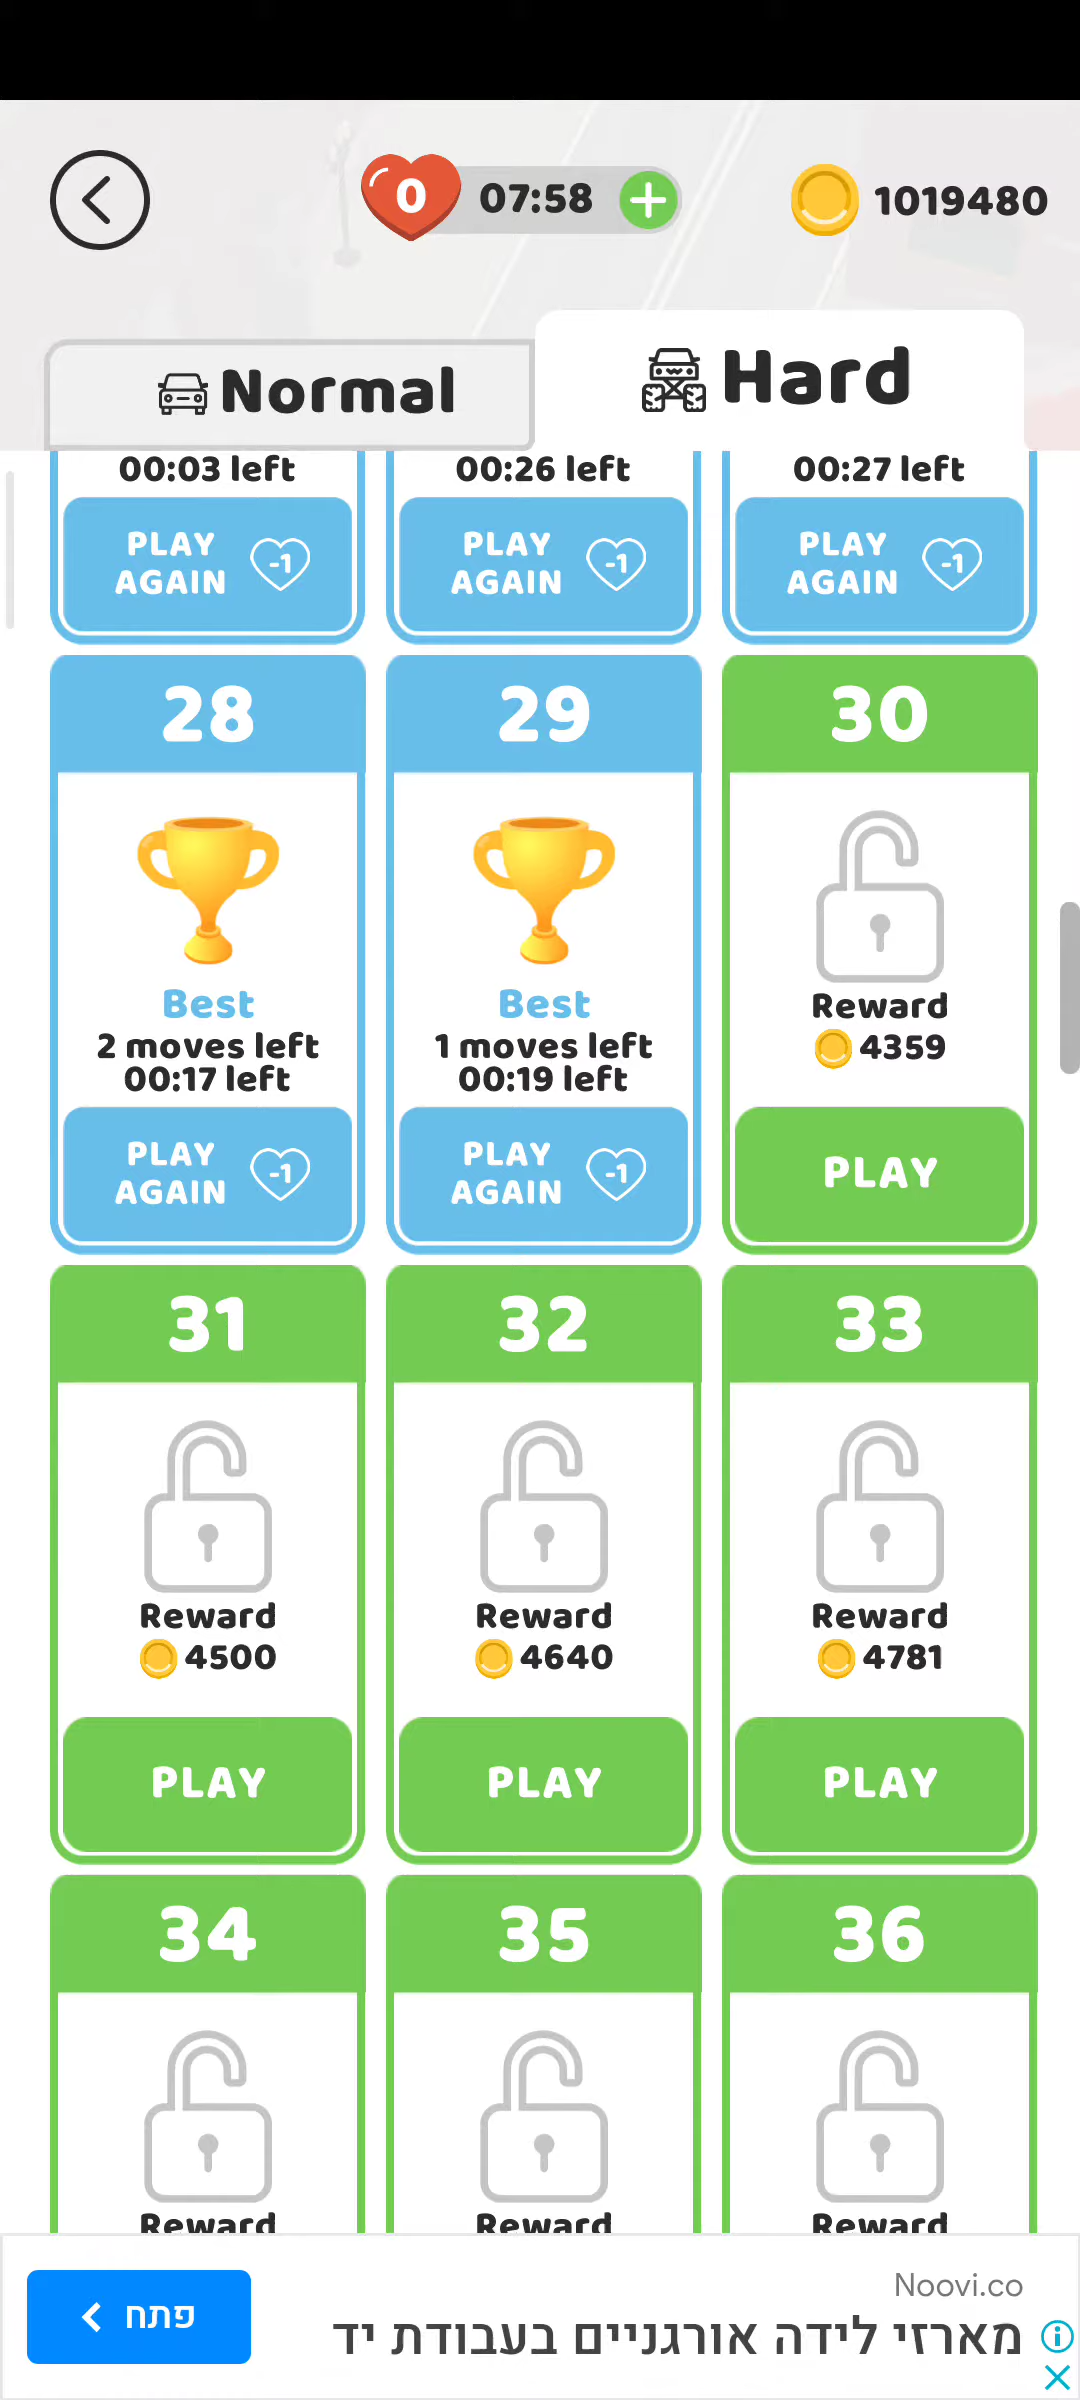 0 07:58 1019480
Normal Hard
00:03 left 00:26 left 00:27 left
PLAY AGAIN -1 PLAY AGAIN -1 PLAY AGAIN -1
28 29 30
Best Best Reward
2 moves left 1 moves left 4359
00:17 left 00:19 left
PLAY AGAIN -1 PLAY AGAIN -1 PLAY
31 32 33
Reward Reward Reward
4500 4640 4781
PLAY PLAY PLAY
34 35 36
Reward Reward Reward
Noovi.co
מארזי לידה אורגניים בעבודת יד
פתח